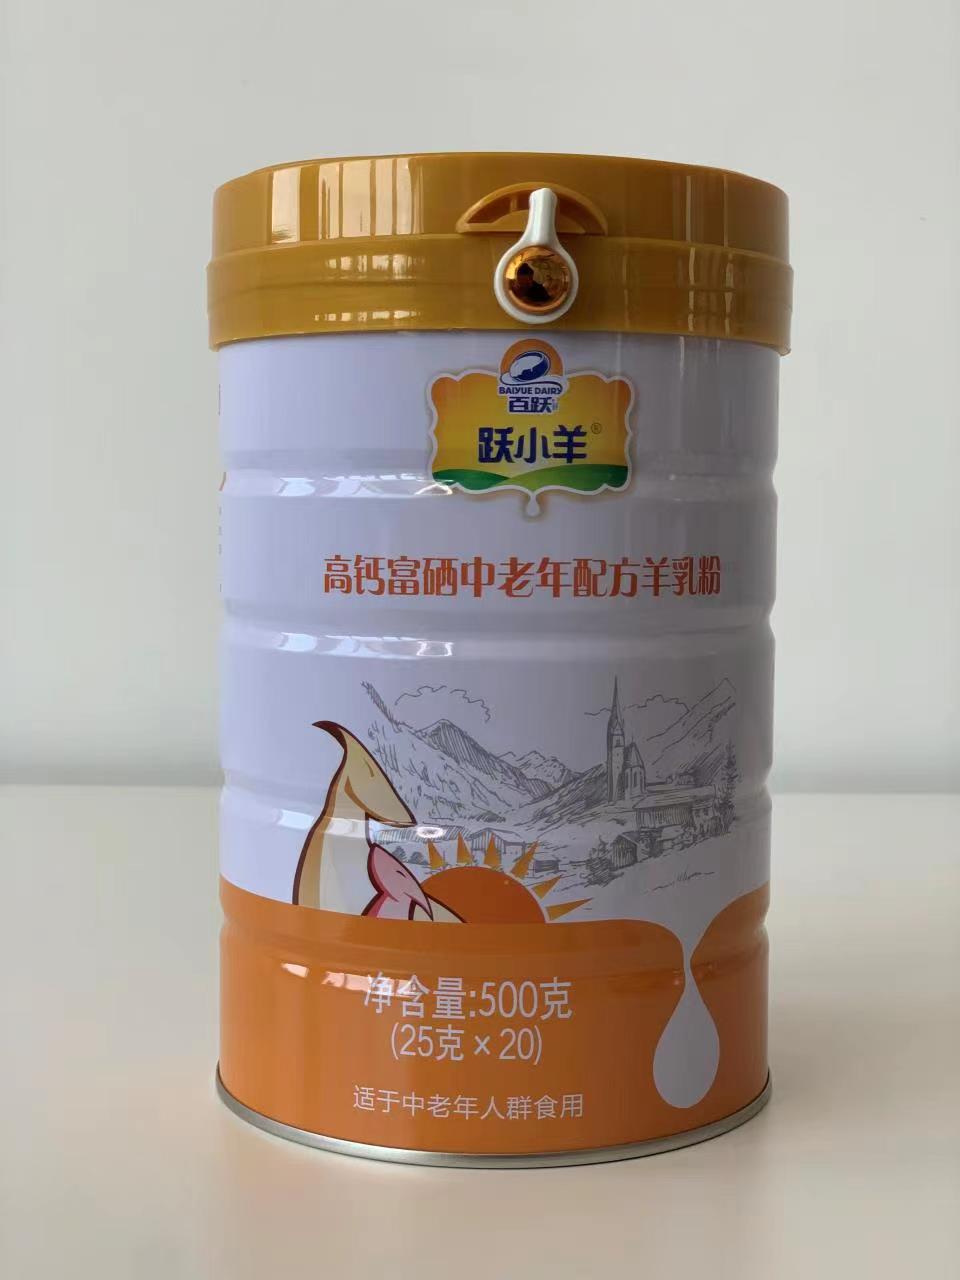 BAIYUE DAIRY
百跃
跃小羊®
高钙富硒中老年配方羊乳粉
净含量:500克
(25克×20)
适于中老年人群食用